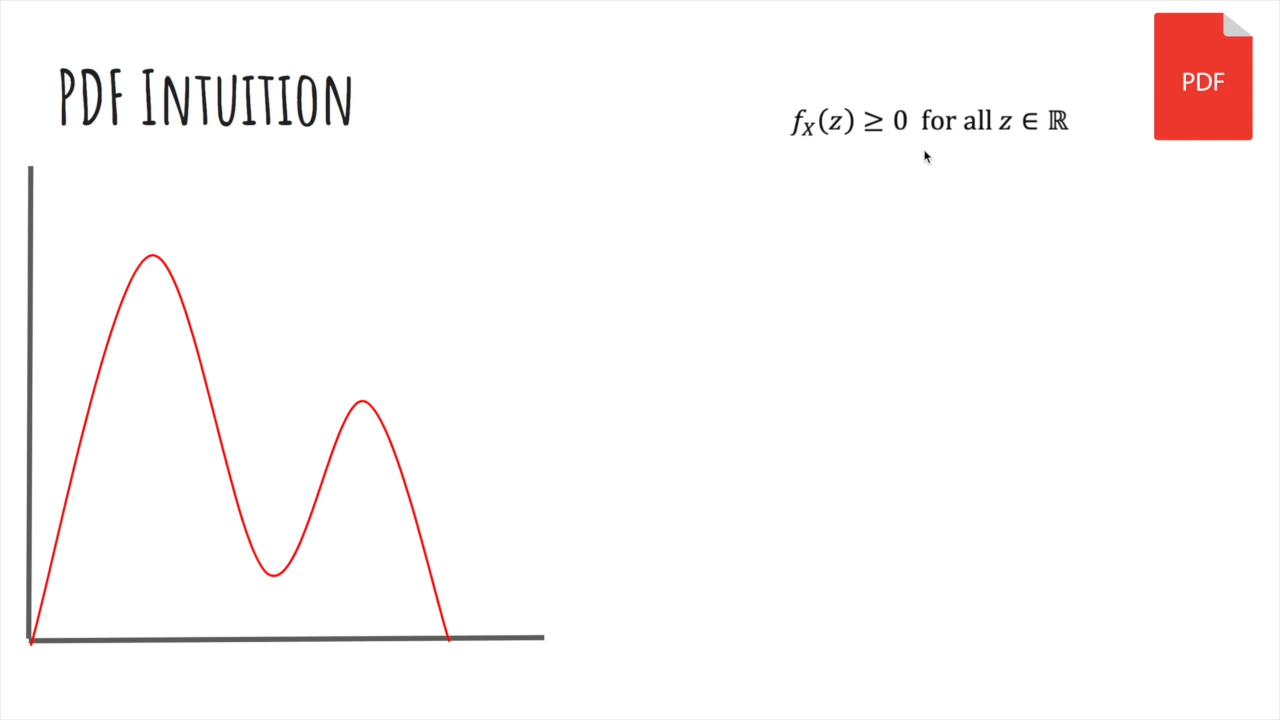 PDF Intuition
PDF
f_X(z) ≥ 0 for all z ∈ ℝ